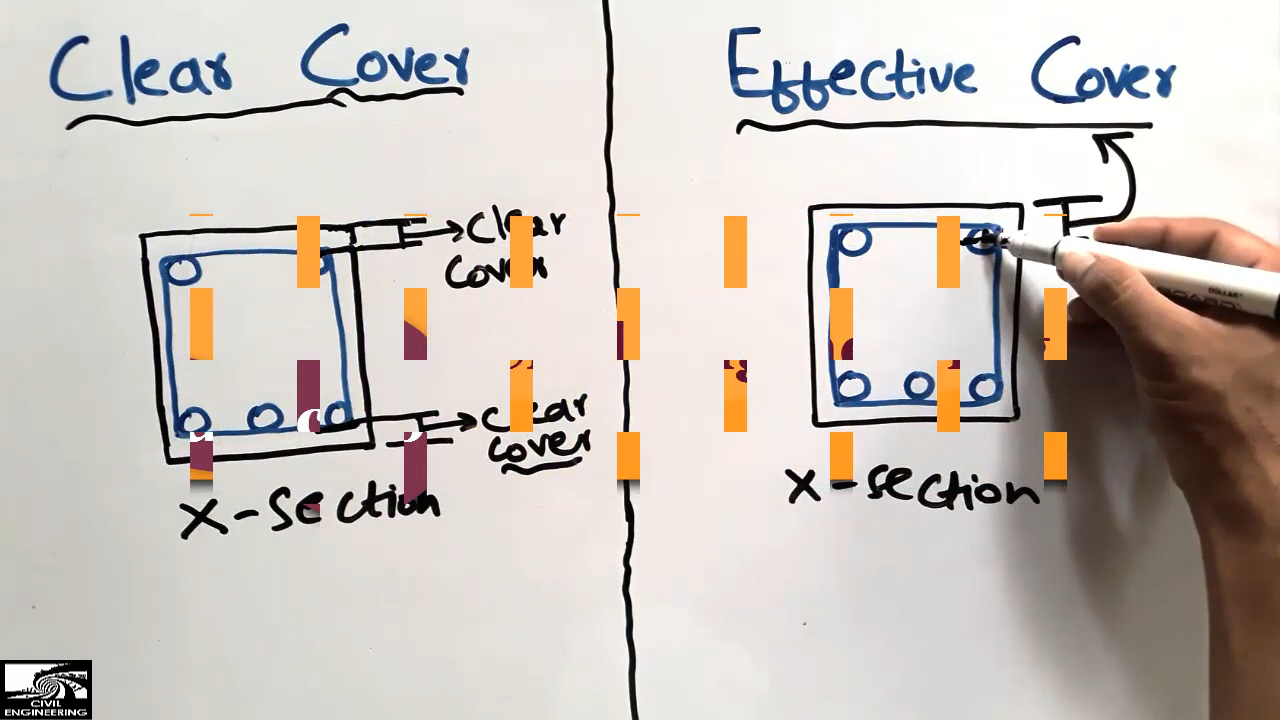 Clear Cover
Effective Cover
Clear
Cover
Clear
Cover
X-Section
X-Section
CIVIL
ENGINEERING